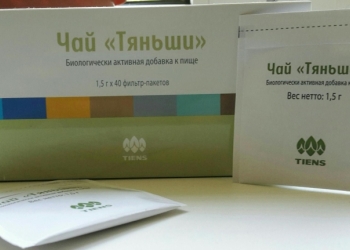 Чай «Тяньши»
Биологически активная добавка к пище
1,5 г х 40 фильтр-пакетов
TIENS
Чай «Тяньши»
Биологически активная добавка к пище
Вес нетто: 1,5 г
TIENS
TIENS